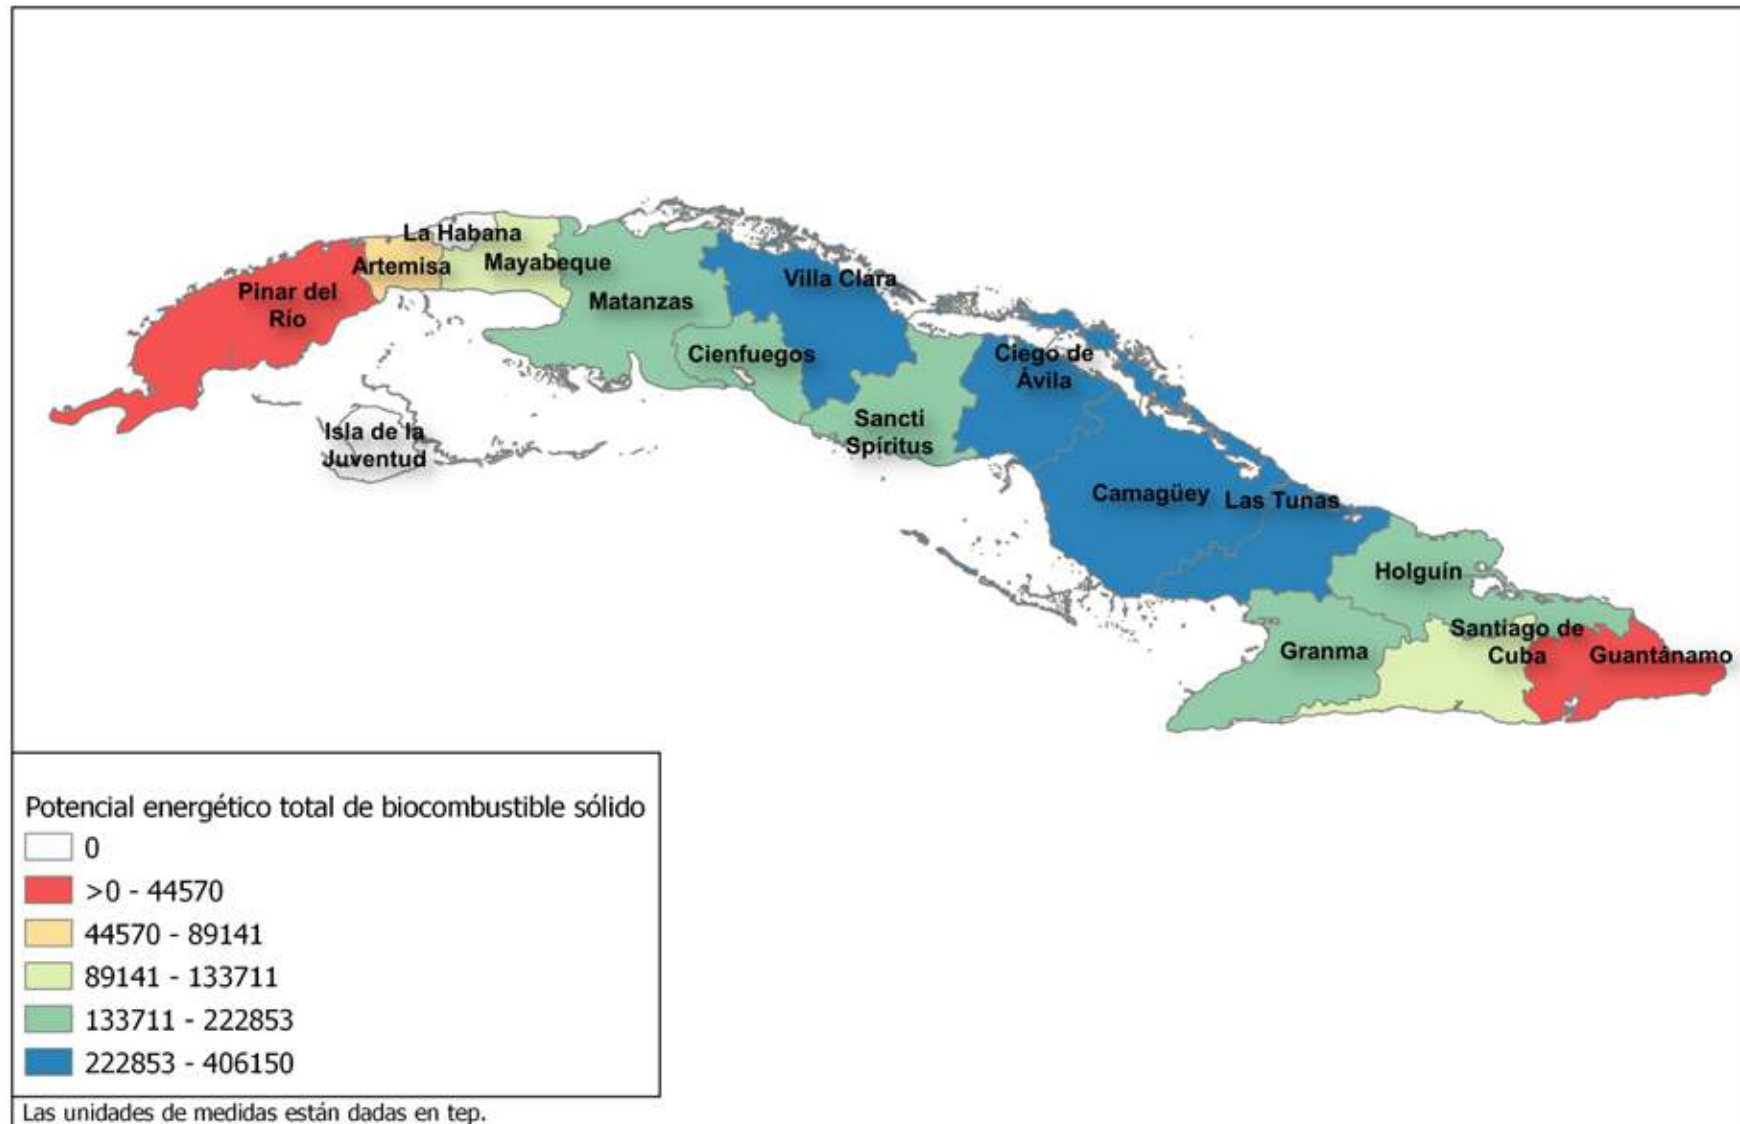 La Habana
Artemisa
Mayabeque
Pinar del
Río
Matanzas
Villa Clara
Cienfuegos
Ciego de
Ávila
Sancti
Spíritus
Isla de la
Juventud
Camagüey
Las Tunas
Holguín
Granma
Santiago de
Cuba
Guantánamo
Potencial energético total de biocombustible sólido
0
>0 - 44570
44570 - 89141
89141 - 133711
133711 - 222853
222853 - 406150
Las unidades de medidas están dadas en tep.